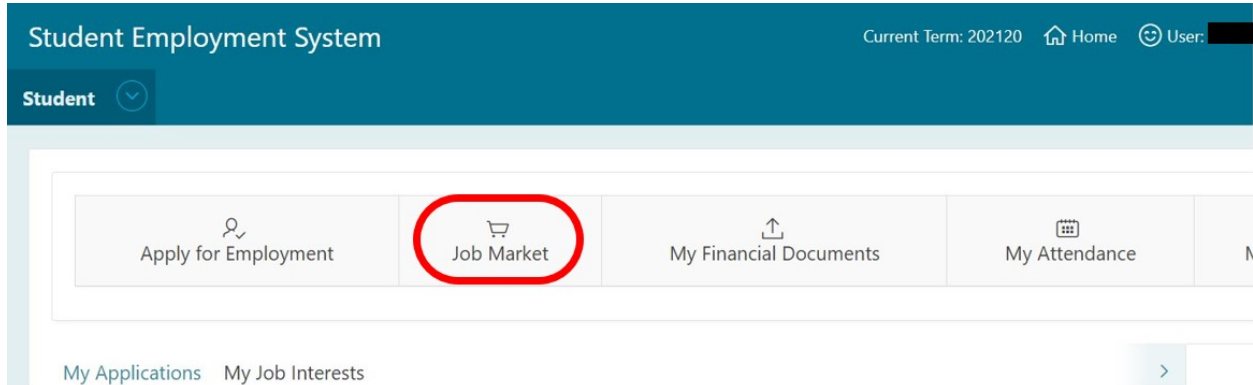 Student Employment System
Current Term: 202120 Home User:
Student
Apply for Employment Job Market My Financial Documents My Attendance
My Applications My Job Interests